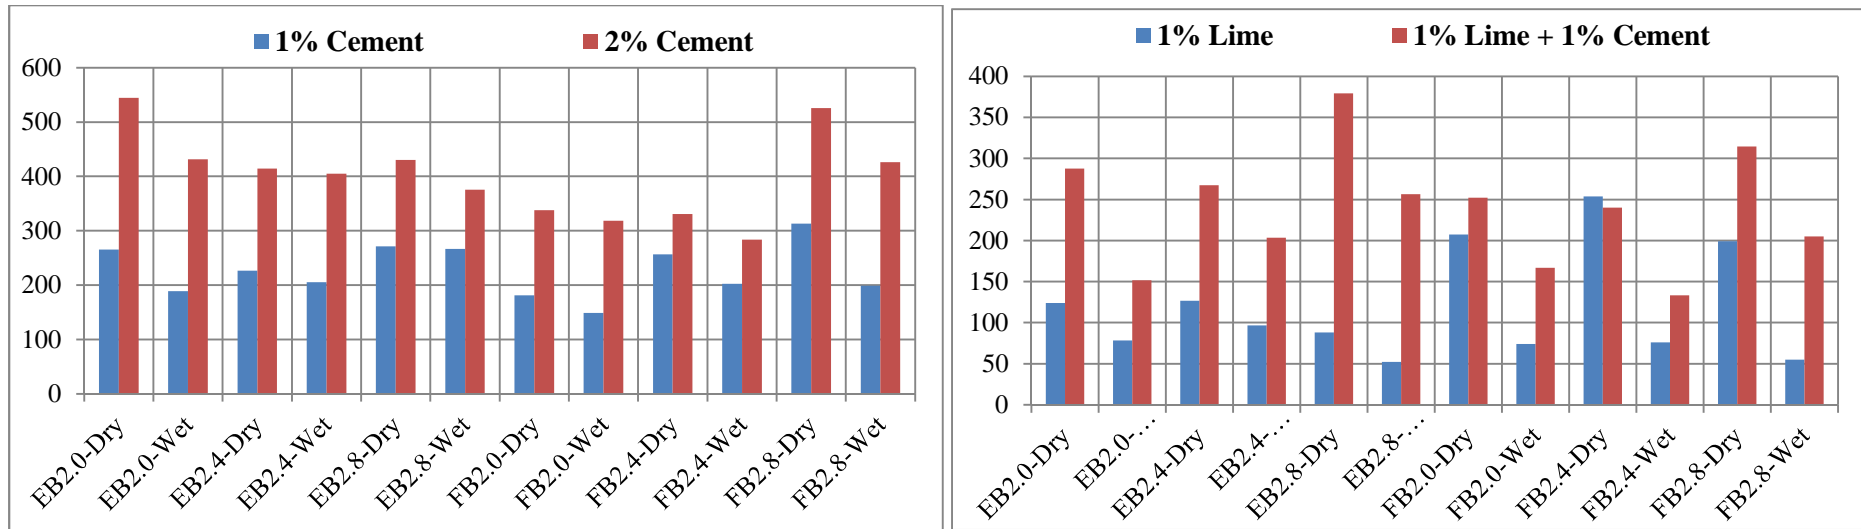 1% Cement 2% Cement
600
500
400
300
200
100
0
EB2.0-Dry
EB2.0-Wet
EB2.4-Dry
EB2.4-Wet
EB2.8-Dry
EB2.8-Wet
FB2.0-Dry
FB2.0-Wet
FB2.4-Dry
FB2.4-Wet
FB2.8-Dry
FB2.8-Wet
1% Lime 1% Lime + 1% Cement
400
350
300
250
200
150
100
50
0
EB2.0-Dry
EB2.0-…
EB2.4-Dry
EB2.4-…
EB2.8-Dry
EB2.8-…
FB2.0-Dry
FB2.0-Wet
FB2.4-Dry
FB2.4-Wet
FB2.8-Dry
FB2.8-Wet